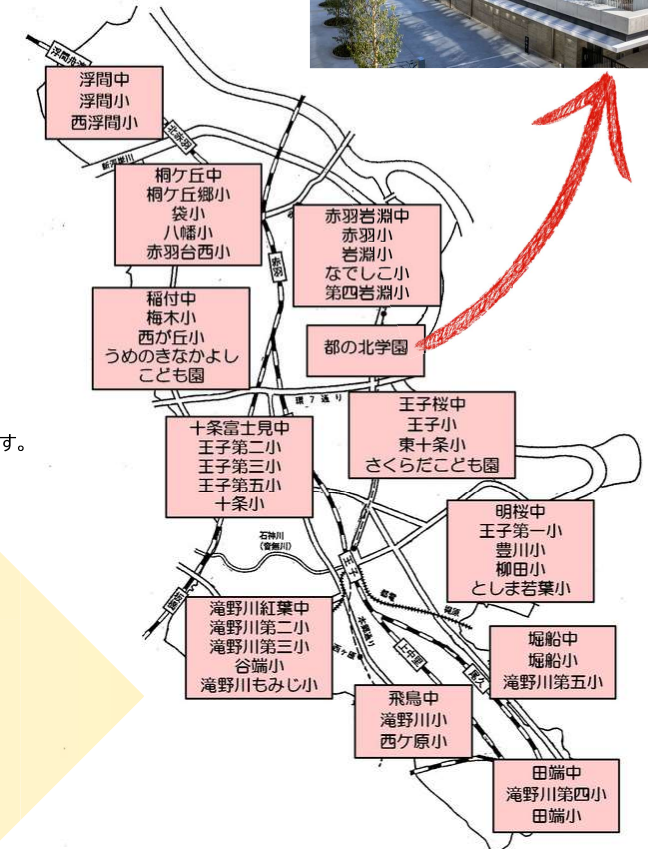 浮間中
浮間小
西浮間小
北赤羽
新河岸川
桐ケ丘中
桐ケ丘郷小
袋小
八幡小
赤羽台西小
赤羽岩淵中
赤羽小
岩淵小
なでしこ小
第四岩淵小
赤羽
稲付中
梅木小
西が丘小
うめのきなかよし
こども園
都の北学園
環7通り
王子桜中
王子小
東十条小
さくらだこども園
す。
十条富士見中
王子第二小
王子第三小
王子第五小
十条小
明桜中
王子第一小
豊川小
柳田小
としま若葉小
石神川
(音無川)
王子
板橋
都電
滝野川紅葉中
滝野川第二小
滝野川第三小
谷端小
滝野川もみじ小
上中里
尾久
堀船中
堀船小
滝野川第五小
飛鳥中
滝野川小
西ケ原小
田端中
滝野川第四小
田端小